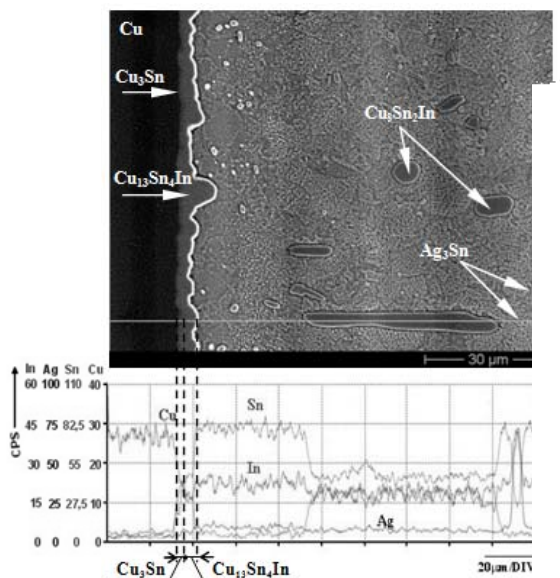 Cu
Cu3Sn
Cu13Sn4In
Cu8Sn2In
Ag3Sn
30 µm
In Ag Sn Cu
60 100 110 40
45 75 82,5 30
30 50 55 20
15 25 27,5 10
0 0 0 0
CPS
Cu
Sn
In
Ag
20µm/DIV
Cu3Sn
Cu13Sn4In